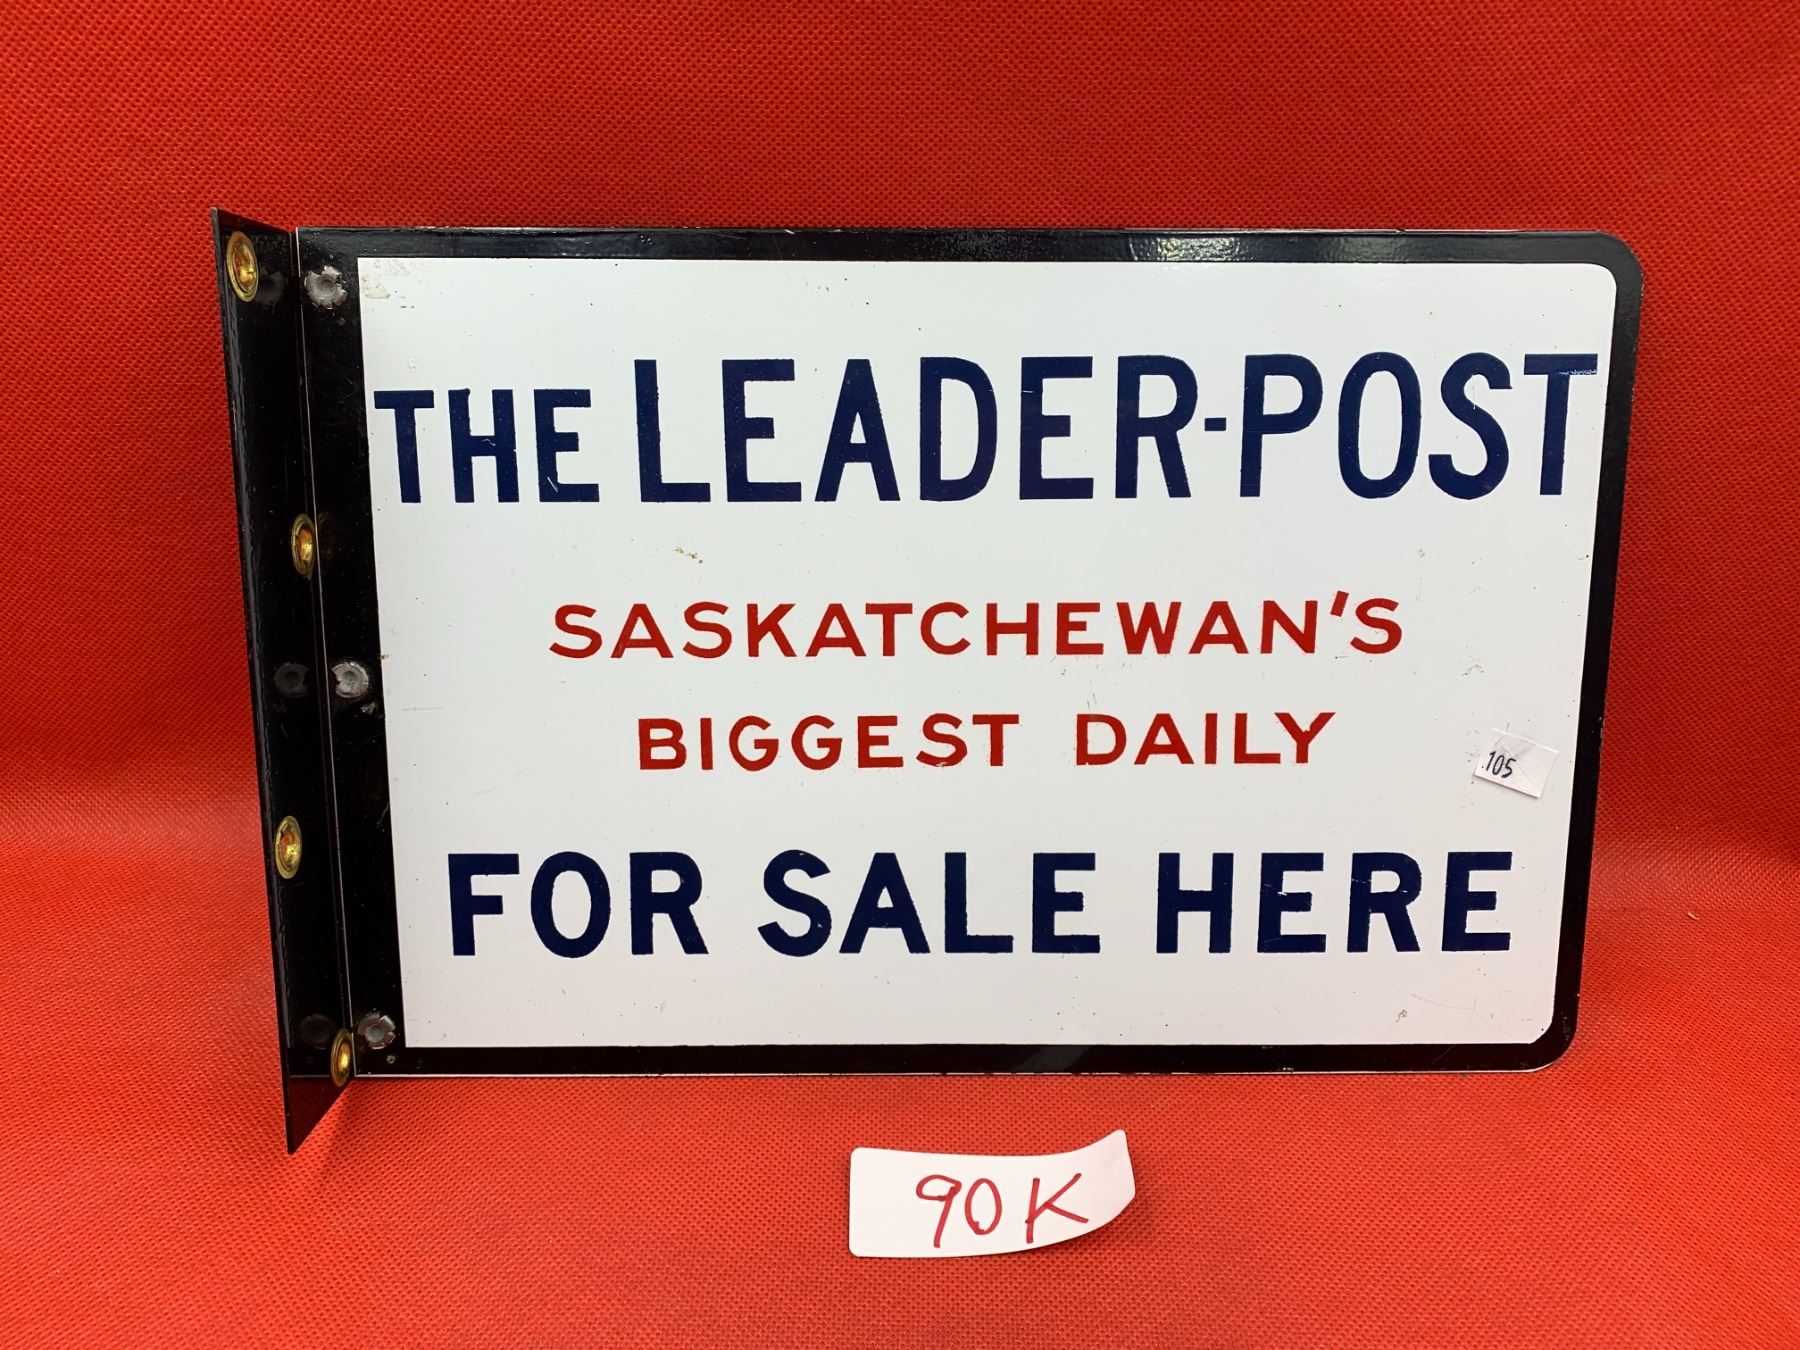 THE LEADER-POST
SASKATCHEWAN'S
BIGGEST DAILY
105
FOR SALE HERE
90K